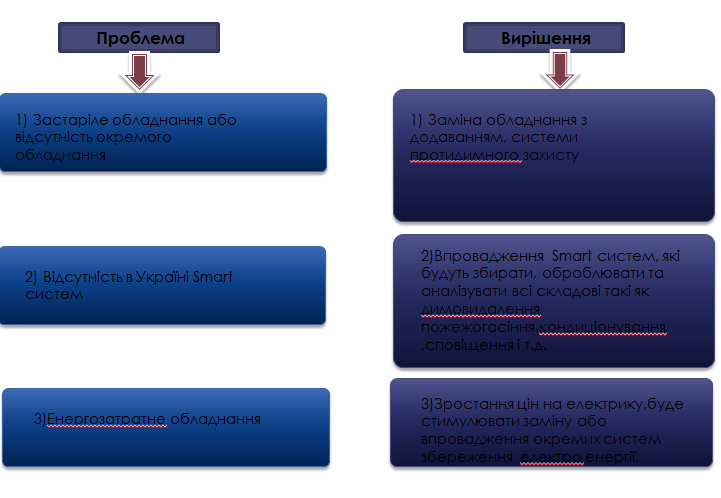 Проблема
Вирішення
1) Застаріле обладнання або
відсутність окремого
обладнання
1) Заміна обладнання з
додаванням, системи
протидимного захисту
2) Відсутність в Україні Smart
систем
2)Впровадження Smart систем, які
будуть збирати, оброблювати та
аналізувати всі складові такі як
димовидалення,
пожежогасіння,кондиціонування
,сповіщення і т.д.
3)Енергозатратне обладнання
3)Зростання цін на електрику,буде
стимулювати заміну або
впровадження окремих систем
збереження електро енергії.